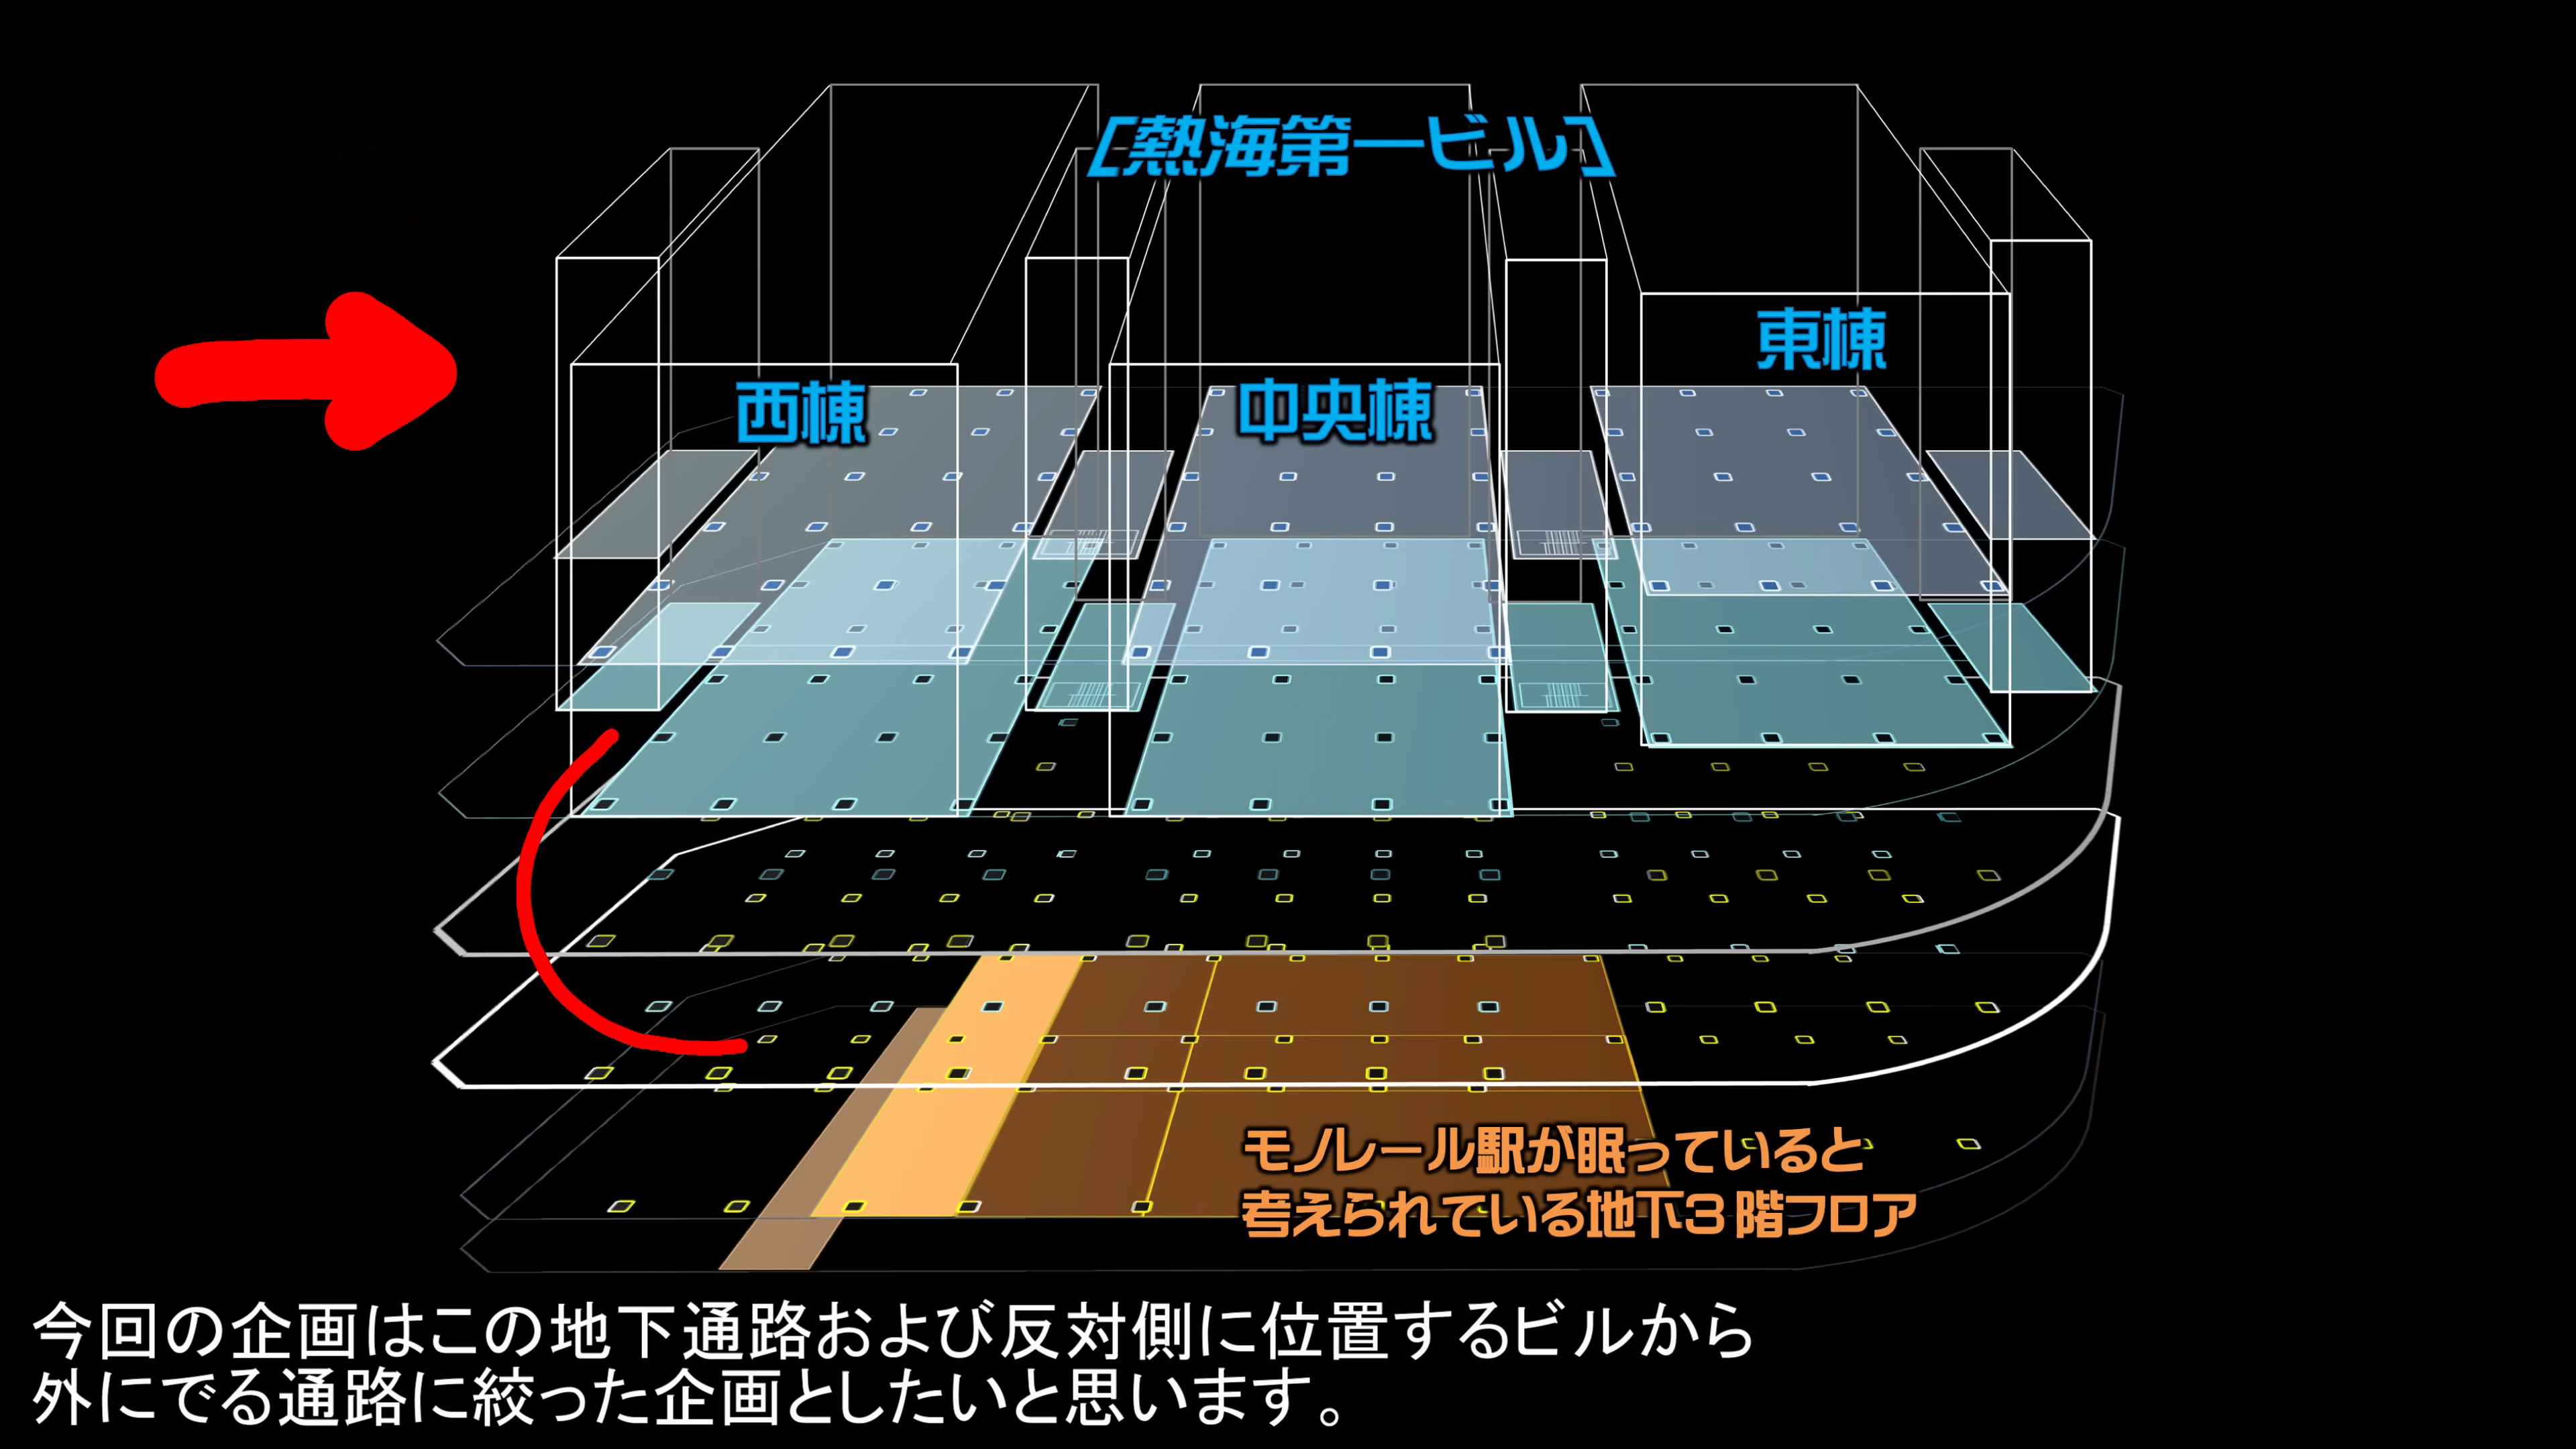 [熱海第一ビル]
東棟
西棟
中央棟
モノレール駅が眠っていると
考えられている地下3階フロア
今回の企画はこの地下通路および反対側に位置するビルから
外にでる通路に絞った企画としたいと思います。